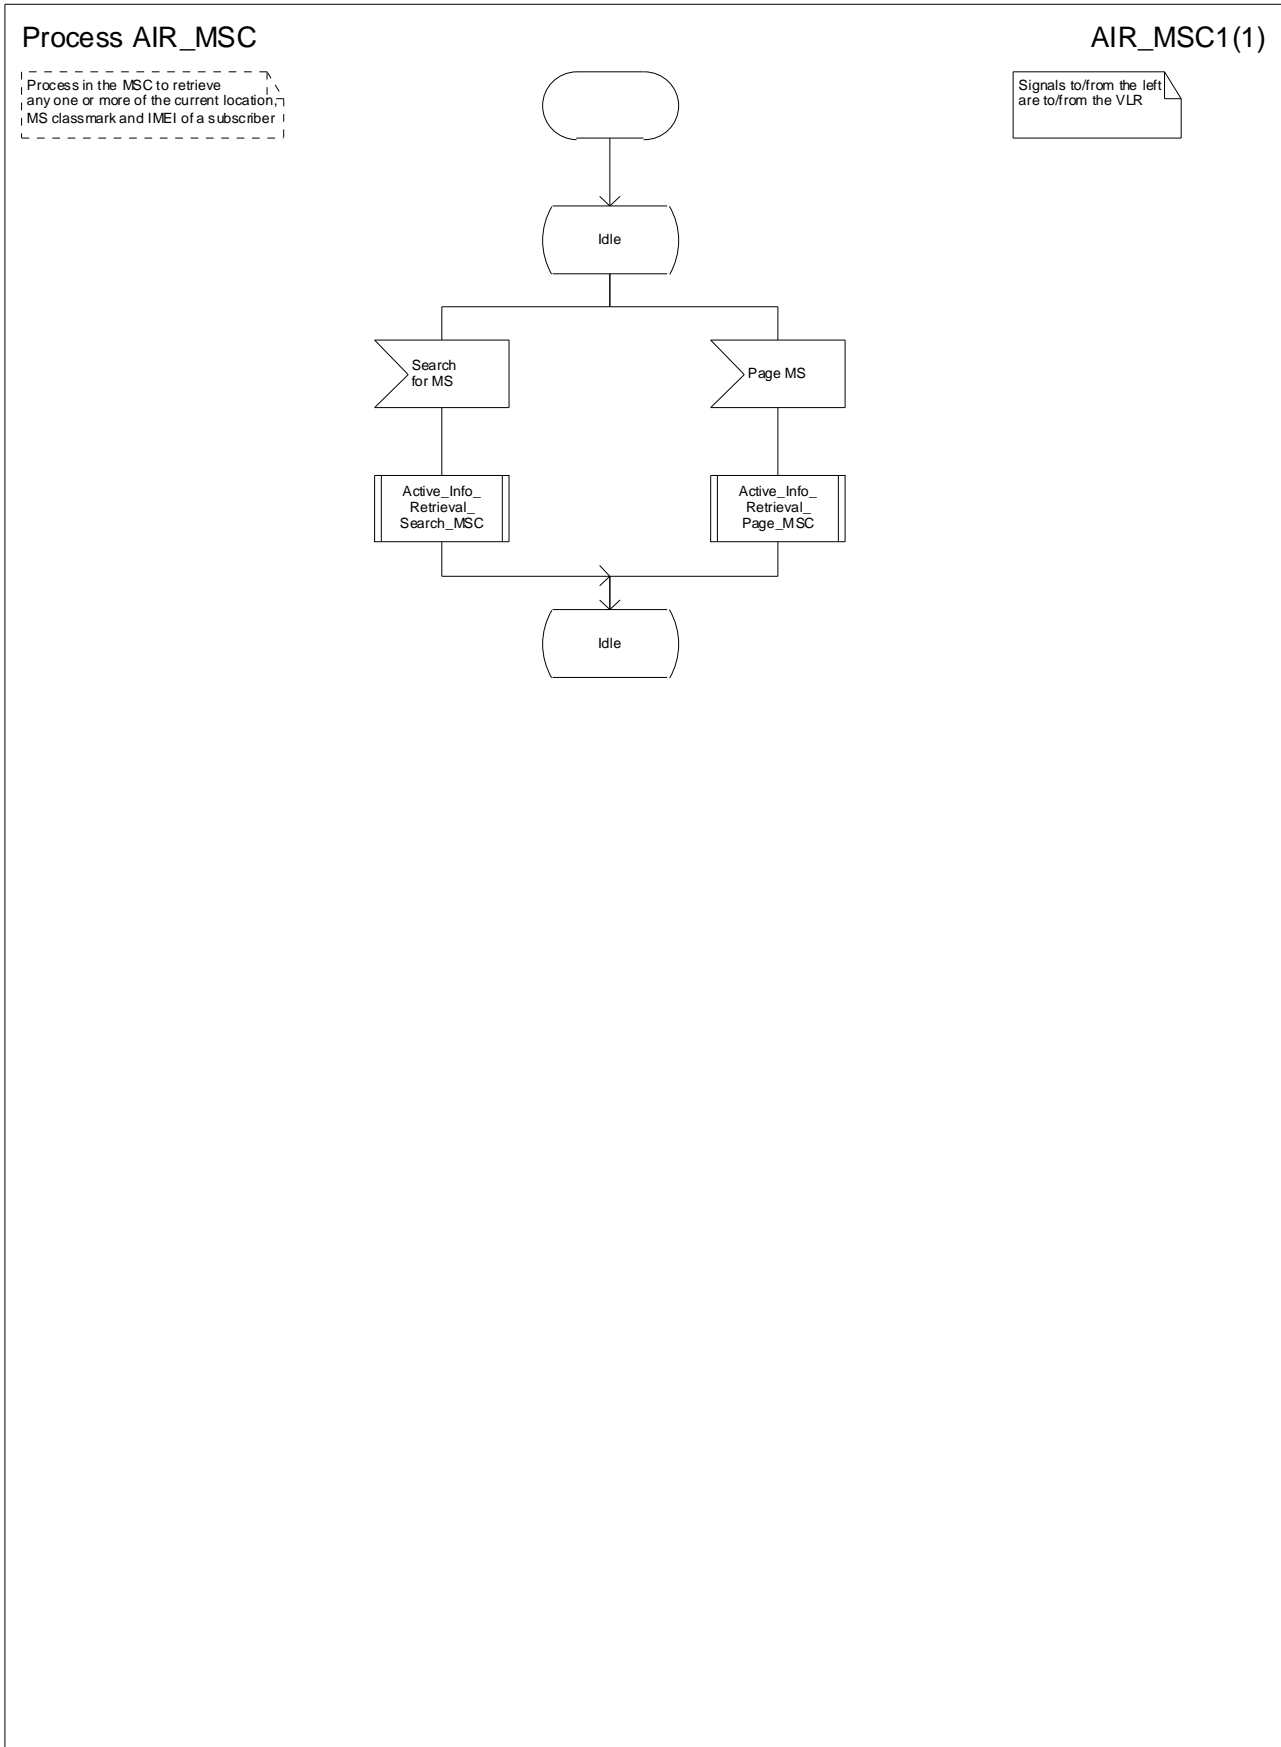 Process AIR_MSC
AIR_MSC1(1)
Process in the MSC to retrieve
any one or more of the current location,
MS classmark and IMEI of a subscriber
Signals to/from the left
are to/from the VLR
Idle
Search
for MS
Page MS
Active_Info_
Retrieval_
Search_MSC
Active_Info_
Retrieval_
Page_MSC
Idle